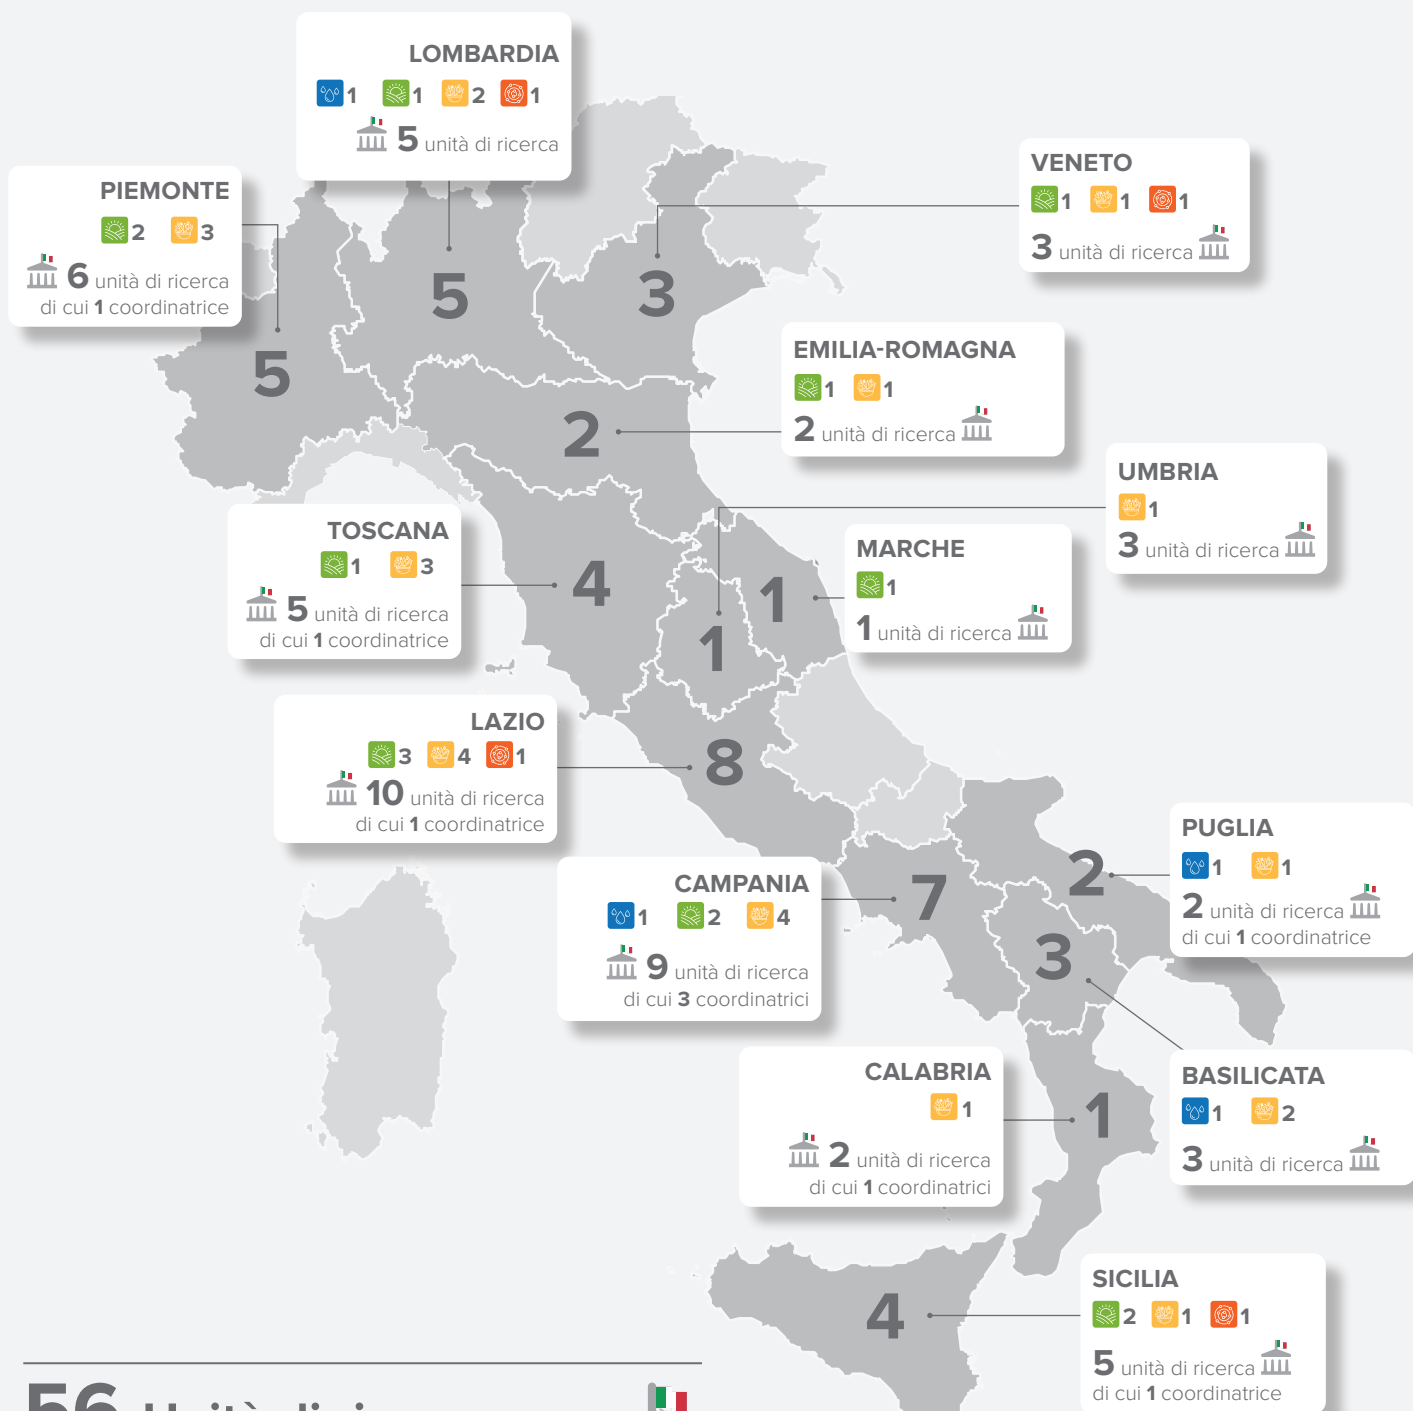 LOMBARDIA
1 1 2 1
5 unità di ricerca
PIEMONTE
2 3
6 unità di ricerca
di cui 1 coordinatrice
VENETO
1 1 1
3 unità di ricerca
EMILIA-ROMAGNA
1 1
2 unità di ricerca
UMBRIA
1
3 unità di ricerca
TOSCANA
1 3
5 unità di ricerca
di cui 1 coordinatrice
MARCHE
1
1 unità di ricerca
LAZIO
3 4 1
10 unità di ricerca
di cui 1 coordinatrice
PUGLIA
1 1
2 unità di ricerca
di cui 1 coordinatrice
CAMPANIA
1 2 4
9 unità di ricerca
di cui 3 coordinatrici
CALABRIA
1
2 unità di ricerca
di cui 1 coordinatrici
BASILICATA
1 2
3 unità di ricerca
SICILIA
2 1 1
5 unità di ricerca
di cui 1 coordinatrice
5
5
3
2
4
1
1
8
7
2
3
1
4
56 Unità di